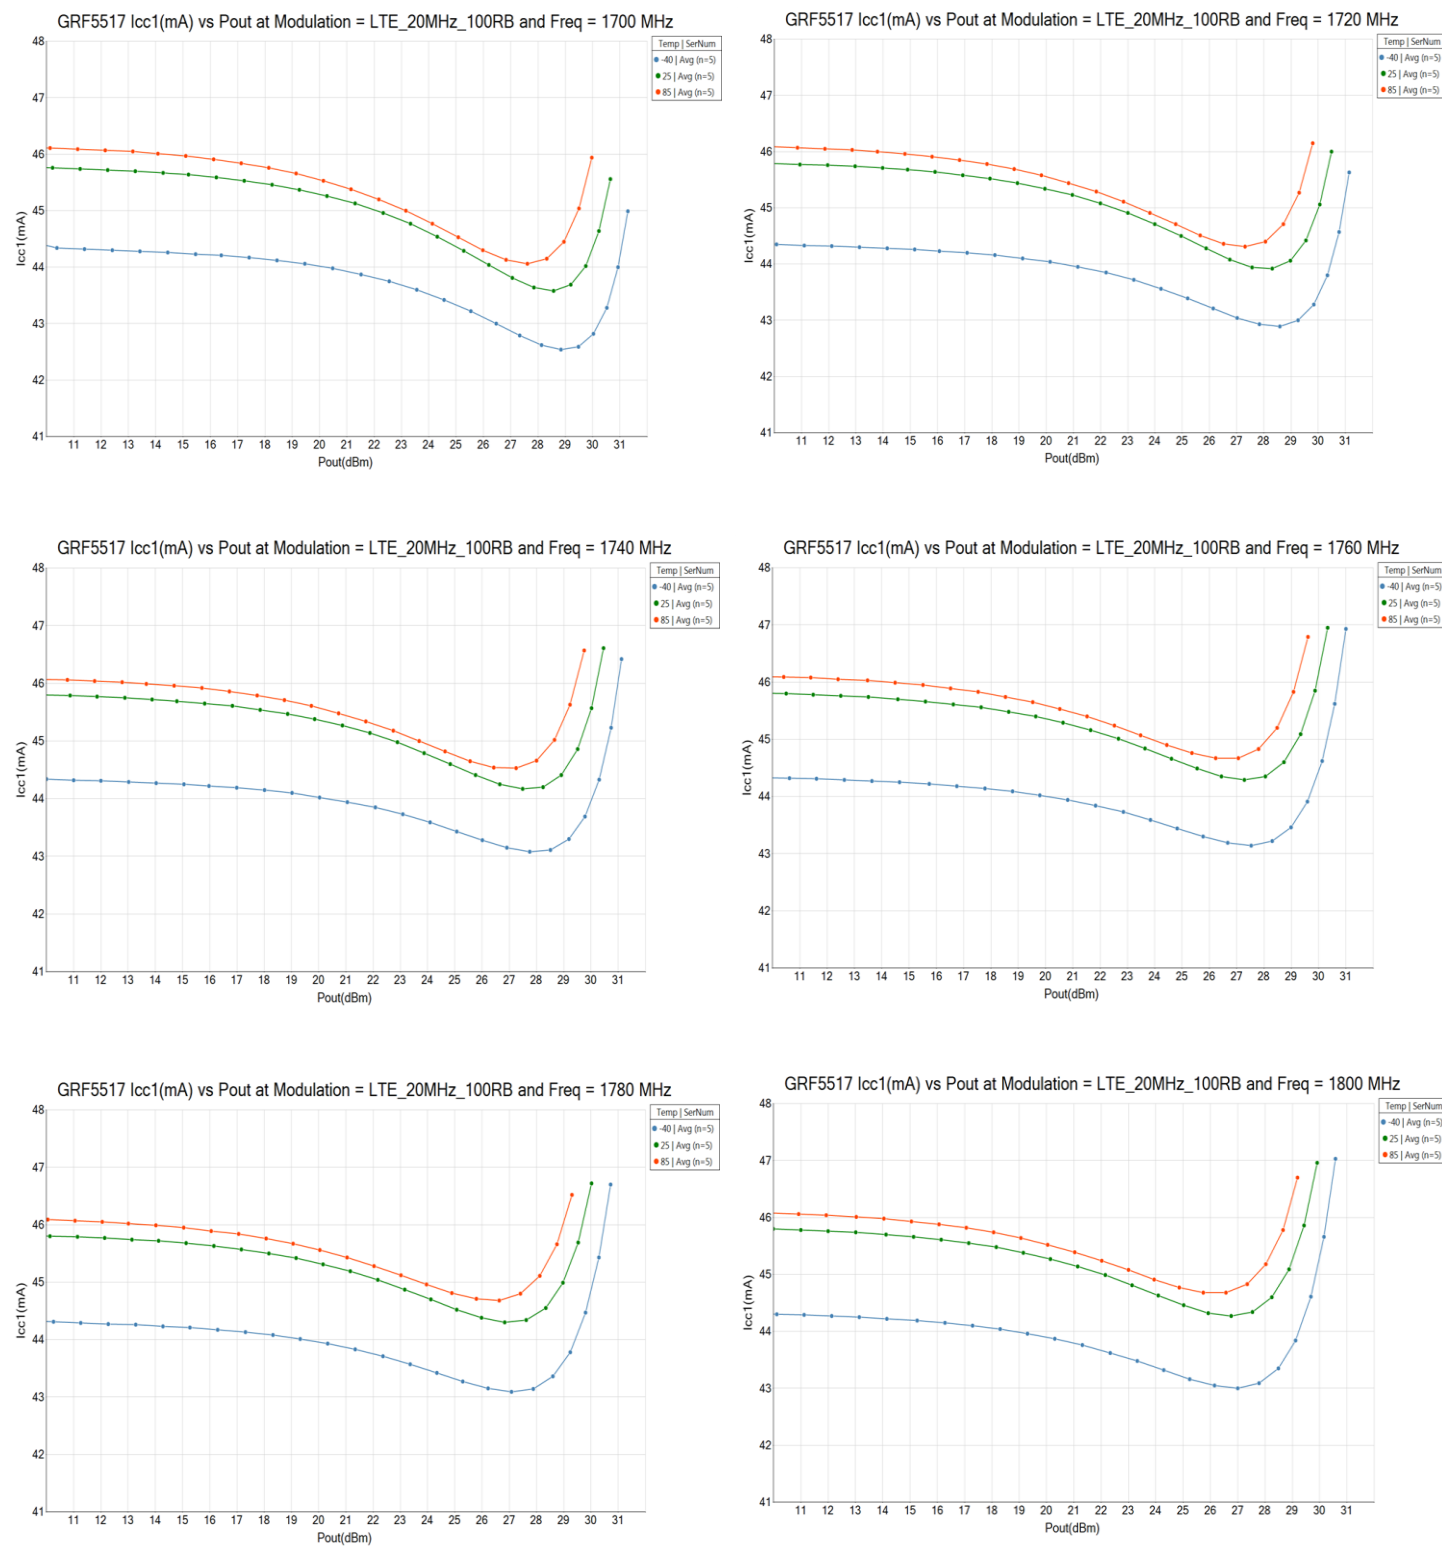 GRF5517 Icc1(mA) vs Pout at Modulation = LTE_20MHz_100RB and Freq = 1700 MHz
Temp | SerNum
-40 | Avg (n=5)
25 | Avg (n=5)
85 | Avg (n=5)
48
47
46
45
44
43
42
41
Icc1(mA)
11 12 13 14 15 16 17 18 19 20 21 22 23 24 25 26 27 28 29 30 31
Pout(dBm)
GRF5517 Icc1(mA) vs Pout at Modulation = LTE_20MHz_100RB and Freq = 1720 MHz
Temp | SerNum
-40 | Avg (n=5)
25 | Avg (n=5)
85 | Avg (n=5)
48
47
46
45
44
43
42
41
Icc1(mA)
11 12 13 14 15 16 17 18 19 20 21 22 23 24 25 26 27 28 29 30 31
Pout(dBm)
GRF5517 Icc1(mA) vs Pout at Modulation = LTE_20MHz_100RB and Freq = 1740 MHz
Temp | SerNum
-40 | Avg (n=5)
25 | Avg (n=5)
85 | Avg (n=5)
48
47
46
45
44
43
42
41
Icc1(mA)
11 12 13 14 15 16 17 18 19 20 21 22 23 24 25 26 27 28 29 30 31
Pout(dBm)
GRF5517 Icc1(mA) vs Pout at Modulation = LTE_20MHz_100RB and Freq = 1760 MHz
Temp | SerNum
-40 | Avg (n=5)
25 | Avg (n=5)
85 | Avg (n=5)
48
47
46
45
44
43
42
41
Icc1(mA)
11 12 13 14 15 16 17 18 19 20 21 22 23 24 25 26 27 28 29 30 31
Pout(dBm)
GRF5517 Icc1(mA) vs Pout at Modulation = LTE_20MHz_100RB and Freq = 1780 MHz
Temp | SerNum
-40 | Avg (n=5)
25 | Avg (n=5)
85 | Avg (n=5)
48
47
46
45
44
43
42
41
Icc1(mA)
11 12 13 14 15 16 17 18 19 20 21 22 23 24 25 26 27 28 29 30 31
Pout(dBm)
GRF5517 Icc1(mA) vs Pout at Modulation = LTE_20MHz_100RB and Freq = 1800 MHz
Temp | SerNum
-40 | Avg (n=5)
25 | Avg (n=5)
85 | Avg (n=5)
48
47
46
45
44
43
42
41
Icc1(mA)
11 12 13 14 15 16 17 18 19 20 21 22 23 24 25 26 27 28 29 30 31
Pout(dBm)